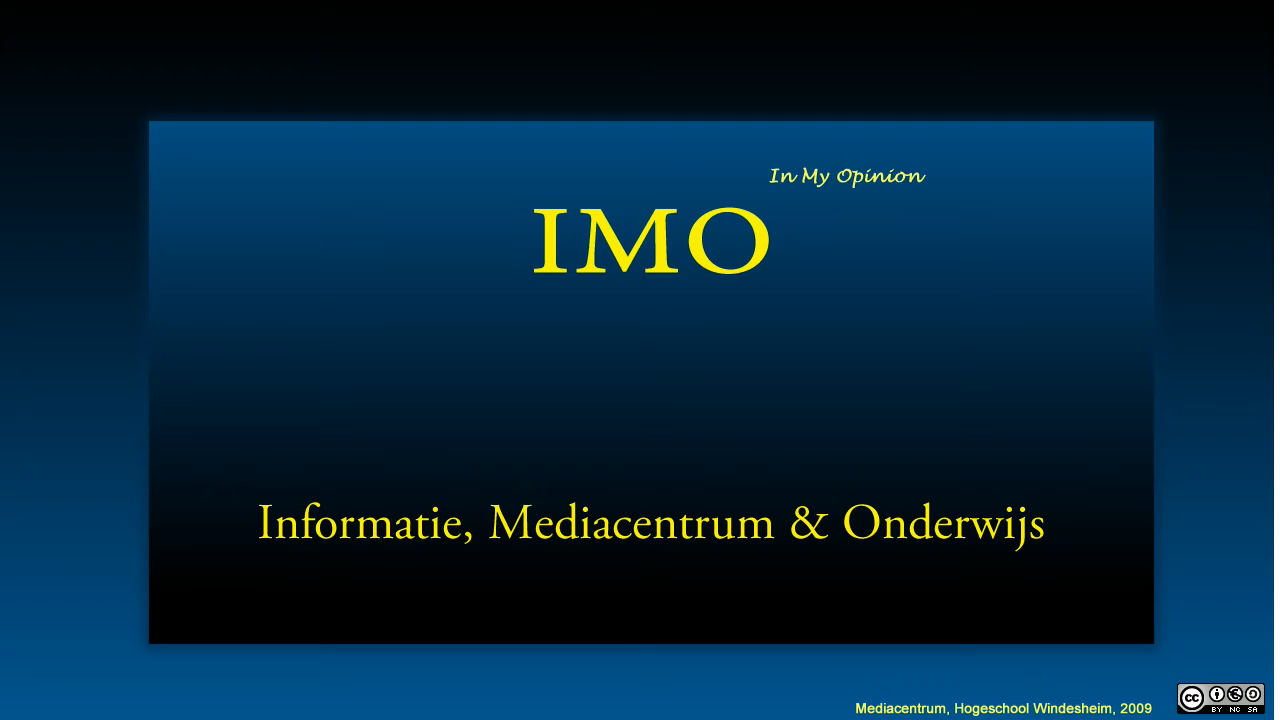 In My Opinion
IMO
Informatie, Mediacentrum & Onderwijs
Mediacentrum, Hogeschool Windesheim, 2009
cc
BY NC SA